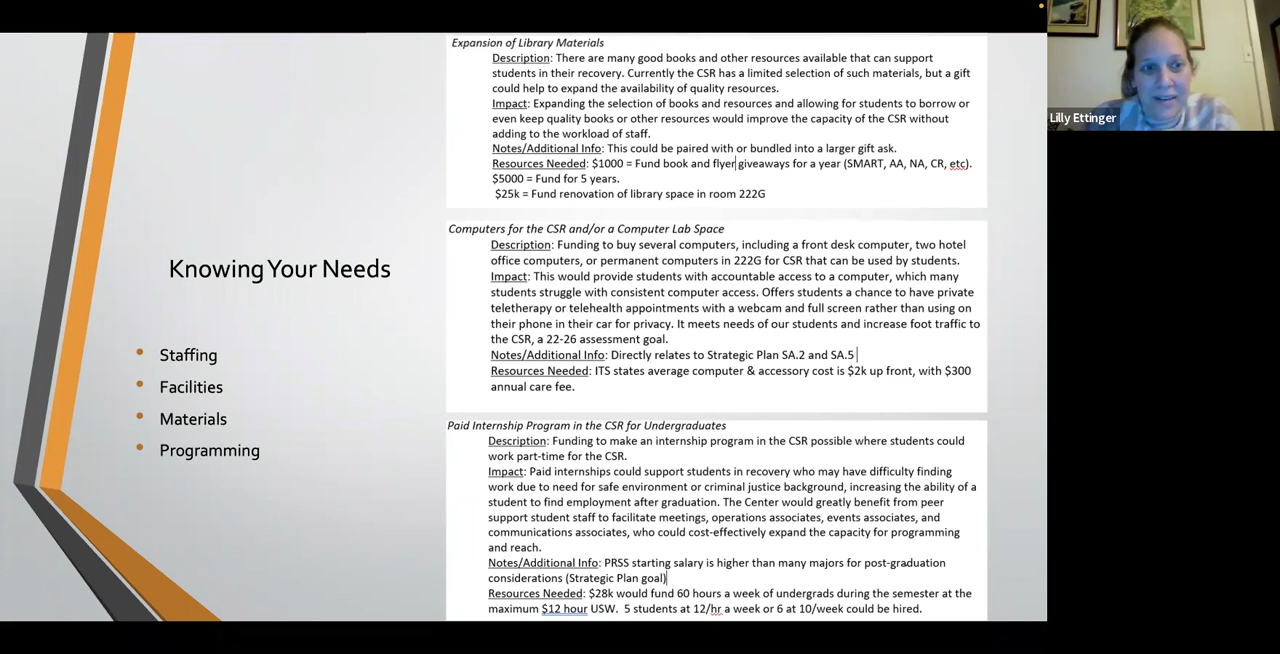 Knowing Your Needs
• Staffing
• Facilities
• Materials
• Programming
Expansion of Library Materials
Description: There are many good books and other resources available that can support
students in their recovery. Currently the CSR has a limited selection of such materials, but a gift
could help to expand the availability of quality resources.
Impact: Expanding the selection of books and resources and allowing for students to borrow or
even keep quality books or other resources would improve the capacity of the CSR without
adding to the workload of staff.
Notes/Additional Info: This could be paired with or bundled into a larger gift ask.
Resources Needed: $1000 = Fund book and flyer giveaways for a year (SMART, AA, NA, CR, etc).
$5000 = Fund for 5 years.
$25k = Fund renovation of library space in room 222G
Computers for the CSR and/or a Computer Lab Space
Description: Funding to buy several computers, including a front desk computer, two hotel
office computers, or permanent computers in 222G for CSR that can be used by students.
Impact: This would provide students with accountable access to a computer, which many
students struggle with consistent computer access. Offers students a chance to have private
teletherapy or telehealth appointments with a webcam and full screen rather than using on
their phone in their car for privacy. It meets needs of our students and increase foot traffic to
the CSR, a 22-26 assessment goal.
Notes/Additional Info: Directly relates to Strategic Plan SA.2 and SA.5
Resources Needed: ITS states average computer & accessory cost is $2k up front, with $300
annual care fee.
Paid Internship Program in the CSR for Undergraduates
Description: Funding to make an internship program in the CSR possible where students could
work part-time for the CSR.
Impact: Paid internships could support students in recovery who may have difficulty finding
work due to need for safe environment or criminal justice background, increasing the ability of a
student to find employment after graduation. The Center would greatly benefit from peer
support student staff to facilitate meetings, operations associates, events associates, and
communications associates, who could cost-effectively expand the capacity for programming
and reach.
Notes/Additional Info: PRSS starting salary is higher than many majors for post-graduation
considerations (Strategic Plan goal)
Resources Needed: $28k would fund 60 hours a week of undergrads during the semester at the
maximum $12 hour USW. 5 students at 12/hr a week or 6 at 10/week could be hired.
Lilly Ettinger